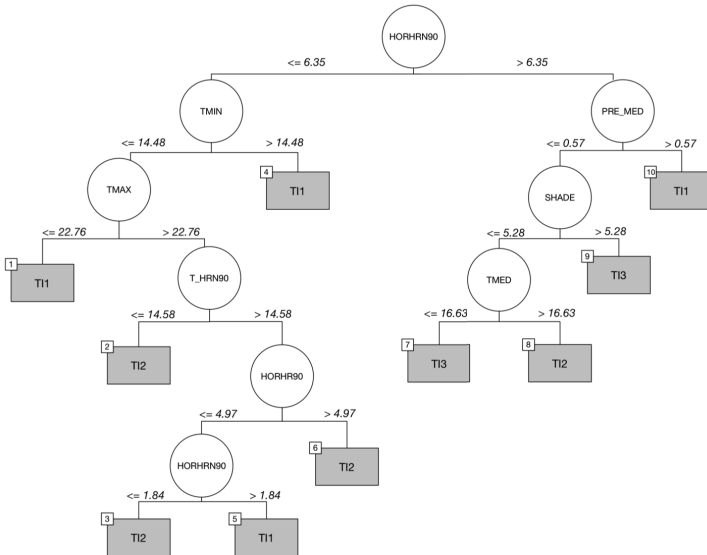 HORHRN90
<= 6.35 > 6.35
TMIN PRE_MED
<= 14.48 > 14.48 <= 0.57 > 0.57
TMAX 4 TI1 SHADE 10 TI1
<= 22.76 > 22.76 <= 5.28 > 5.28
1 TI1 T_HRN90 TMED 9 TI3
<= 14.58 > 14.58 <= 16.63 > 16.63
2 TI2 HORHR90 7 TI3 8 TI2
<= 4.97 > 4.97
HORHRN90 6 TI2
<= 1.84 > 1.84
3 TI2 5 TI1